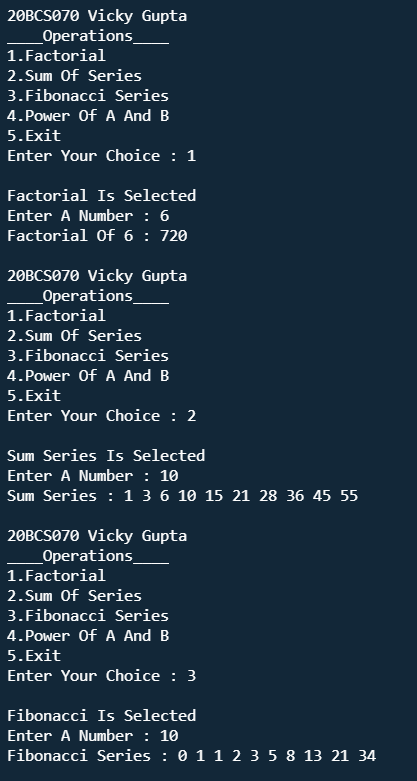 20BCS070 Vicky Gupta
____Operations____
1.Factorial
2.Sum Of Series
3.Fibonacci Series
4.Power Of A And B
5.Exit
Enter Your Choice : 1
Factorial Is Selected
Enter A Number : 6
Factorial Of 6 : 720
20BCS070 Vicky Gupta
____Operations____
1.Factorial
2.Sum Of Series
3.Fibonacci Series
4.Power Of A And B
5.Exit
Enter Your Choice : 2
Sum Series Is Selected
Enter A Number : 10
Sum Series : 1 3 6 10 15 21 28 36 45 55
20BCS070 Vicky Gupta
____Operations____
1.Factorial
2.Sum Of Series
3.Fibonacci Series
4.Power Of A And B
5.Exit
Enter Your Choice : 3
Fibonacci Is Selected
Enter A Number : 10
Fibonacci Series : 0 1 1 2 3 5 8 13 21 34